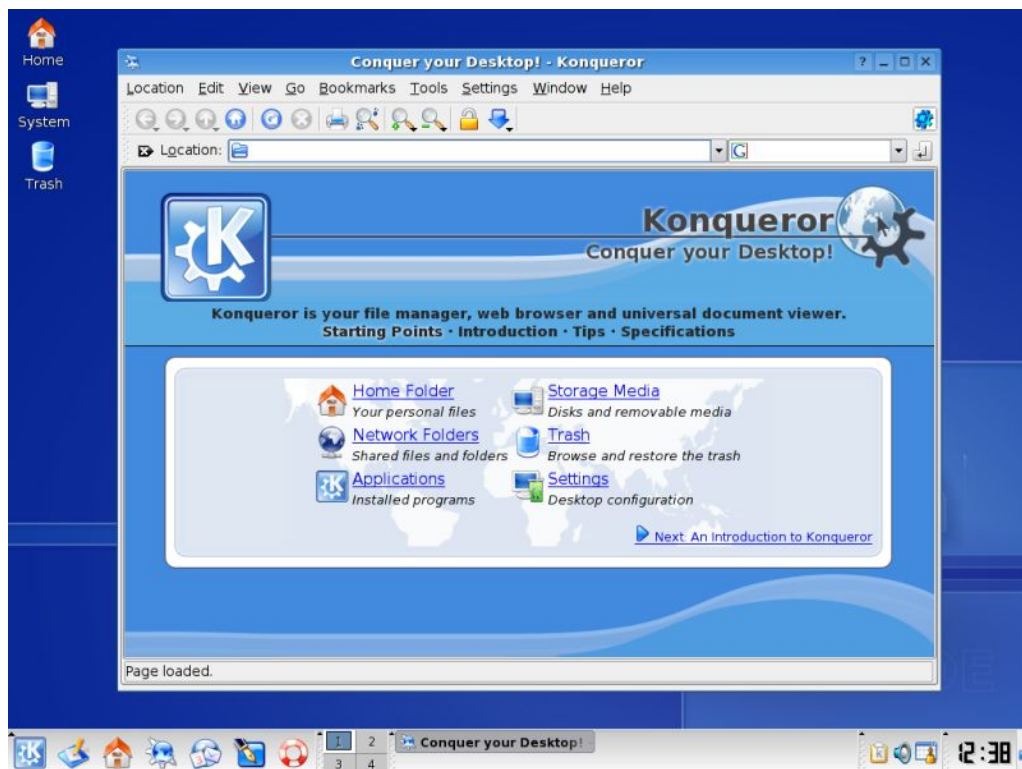 Home
System
Trash
Conquer your Desktop! - Konqueror
Location Edit View Go Bookmarks Tools Settings Window Help
Location:
G
K
Konqueror
Conquer your Desktop!
Konqueror is your file manager, web browser and universal document viewer.
Starting Points · Introduction · Tips · Specifications
Home Folder
Your personal files
Storage Media
Disks and removable media
Network Folders
Shared files and folders
Trash
Browse and restore the trash
Applications
Installed programs
Settings
Desktop configuration
Next: An Introduction to Konqueror
Page loaded.
1 2
3 4
Conquer your Desktop! -
12:38